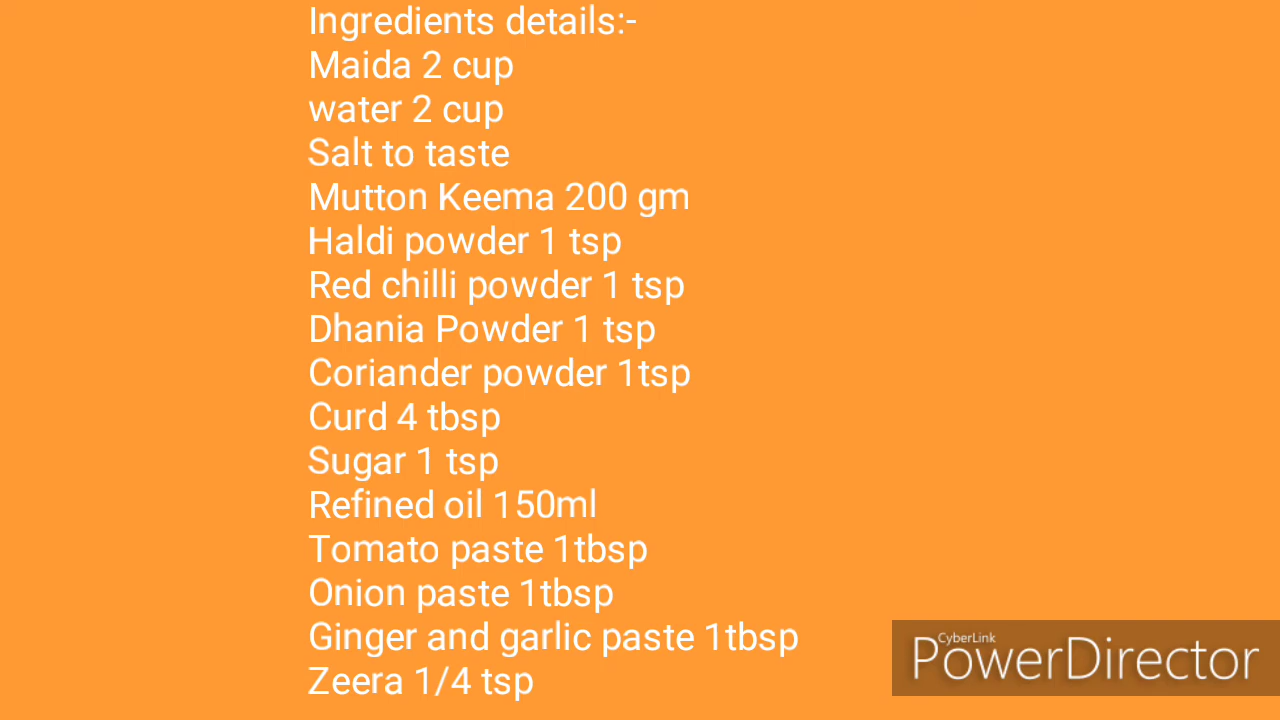 Ingredients details:-
Maida 2 cup
water 2 cup
Salt to taste
Mutton Keema 200 gm
Haldi powder 1 tsp
Red chilli powder 1 tsp
Dhania Powder 1 tsp
Coriander powder 1tsp
Curd 4 tbsp
Sugar 1 tsp
Refined oil 150ml
Tomato paste 1tbsp
Onion paste 1tbsp
Ginger and garlic paste 1tbsp
Zeera 1/4 tsp
CyberLink
PowerDirector